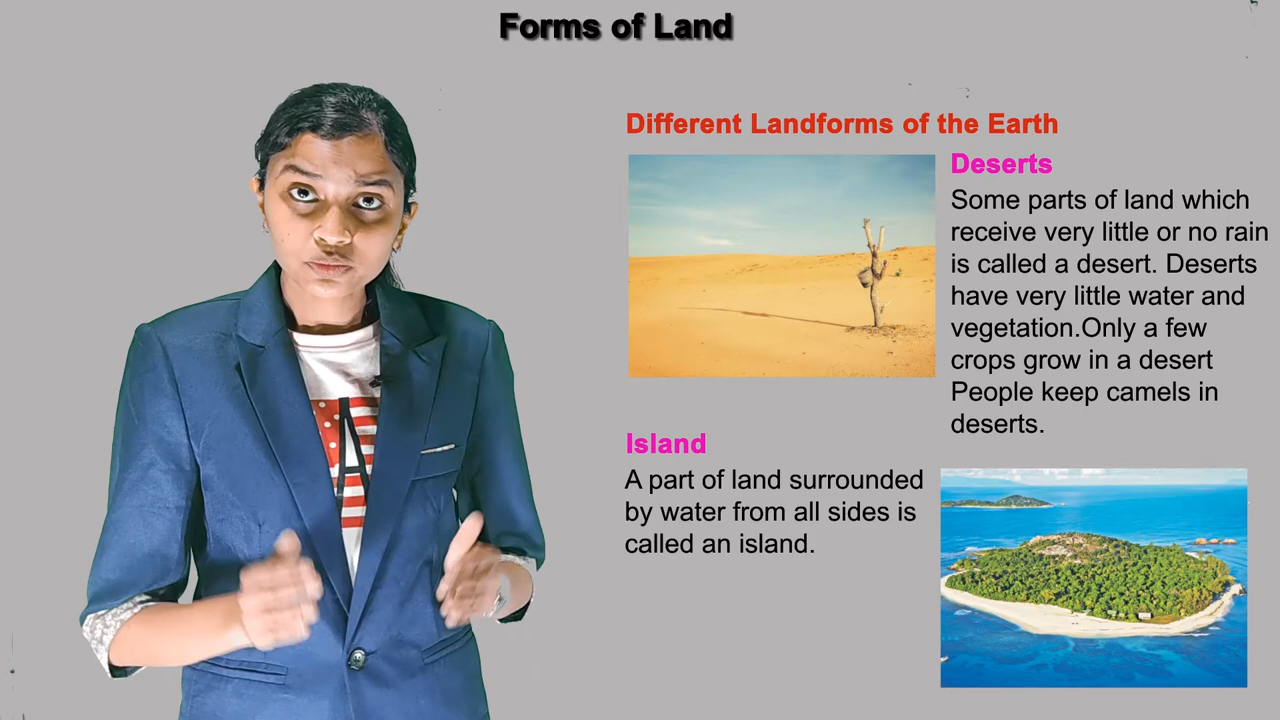 Forms of Land
Different Landforms of the Earth
Deserts
Some parts of land which
receive very little or no rain
is called a desert. Deserts
have very little water and
vegetation.Only a few
crops grow in a desert
People keep camels in
deserts.
Island
A part of land surrounded
by water from all sides is
called an island.
A